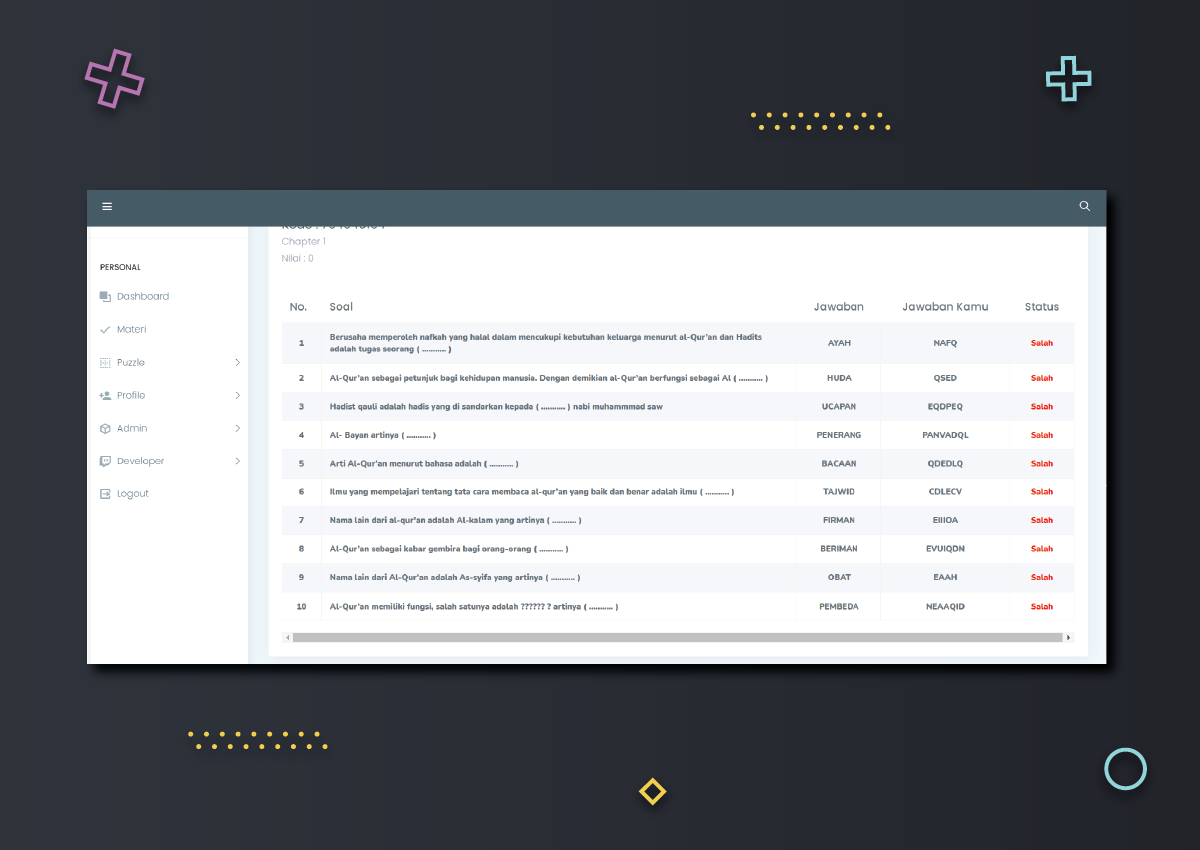 Chapter 1
Nilai : 0
PERSONAL
Dashboard
Materi
Puzzle
Profile
Admin
Developer
Logout
No. Soal Jawaban Jawaban Kamu Status
1 Berusaha memperoleh nafkah yang halal dalam mencukupi kebutuhan keluarga menurut al-Qur'an dan Hadits
adalah tugas seorang ( ........... ) AYAH NAFQ Salah
2 Al-Qur'an sebagai petunjuk bagi kehidupan manusia. Dengan demikian al-Qur'an berfungsi sebagai Al ( ........... ) HUDA QSED Salah
3 Hadist qauli adalah hadis yang di sandarkan kepada ( ........... ) nabi muhammmad saw UCAPAN EQDPEQ Salah
4 Al- Bayan artinya ( ........... ) PENERANG PANVADQL Salah
5 Arti Al-Qur'an menurut bahasa adalah ( ........... ) BACAAN QDEDLQ Salah
6 Ilmu yang mempelajari tentang tata cara membaca al-qur'an yang baik dan benar adalah ilmu ( ........... ) TAJWID CDLECV Salah
7 Nama lain dari al-qur'an adalah Al-kalam yang artinya ( ........... ) FIRMAN EIIIOA Salah
8 Al-Qur'an sebagai kabar gembira bagi orang-orang ( ........... ) BERIMAN EVUIQDN Salah
9 Nama lain dari Al-Qur'an adalah As-syifa yang artinya ( ........... ) OBAT EAAH Salah
10 Al-Qur'an memiliki fungsi, salah satunya adalah ?????? ? artinya ( ........... ) PEMBEDA NEAAQID Salah